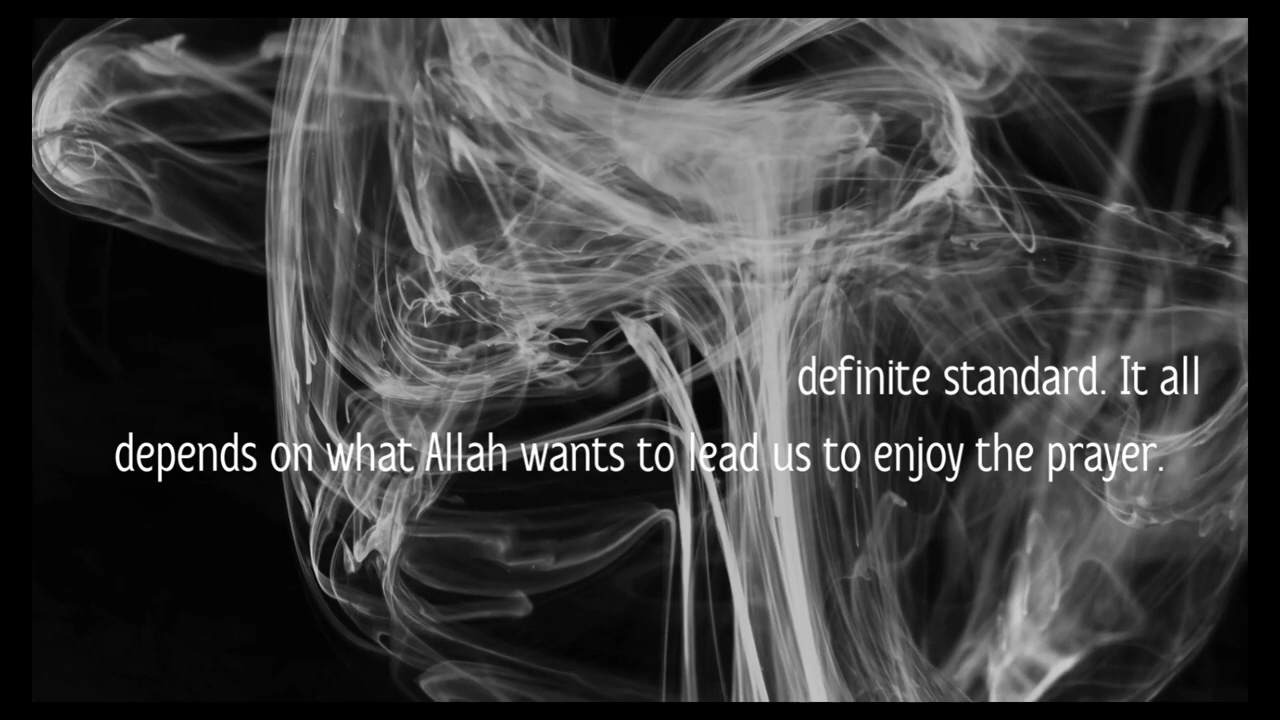 definite standard. It all
depends on what Allah wants to lead us to enjoy the prayer.